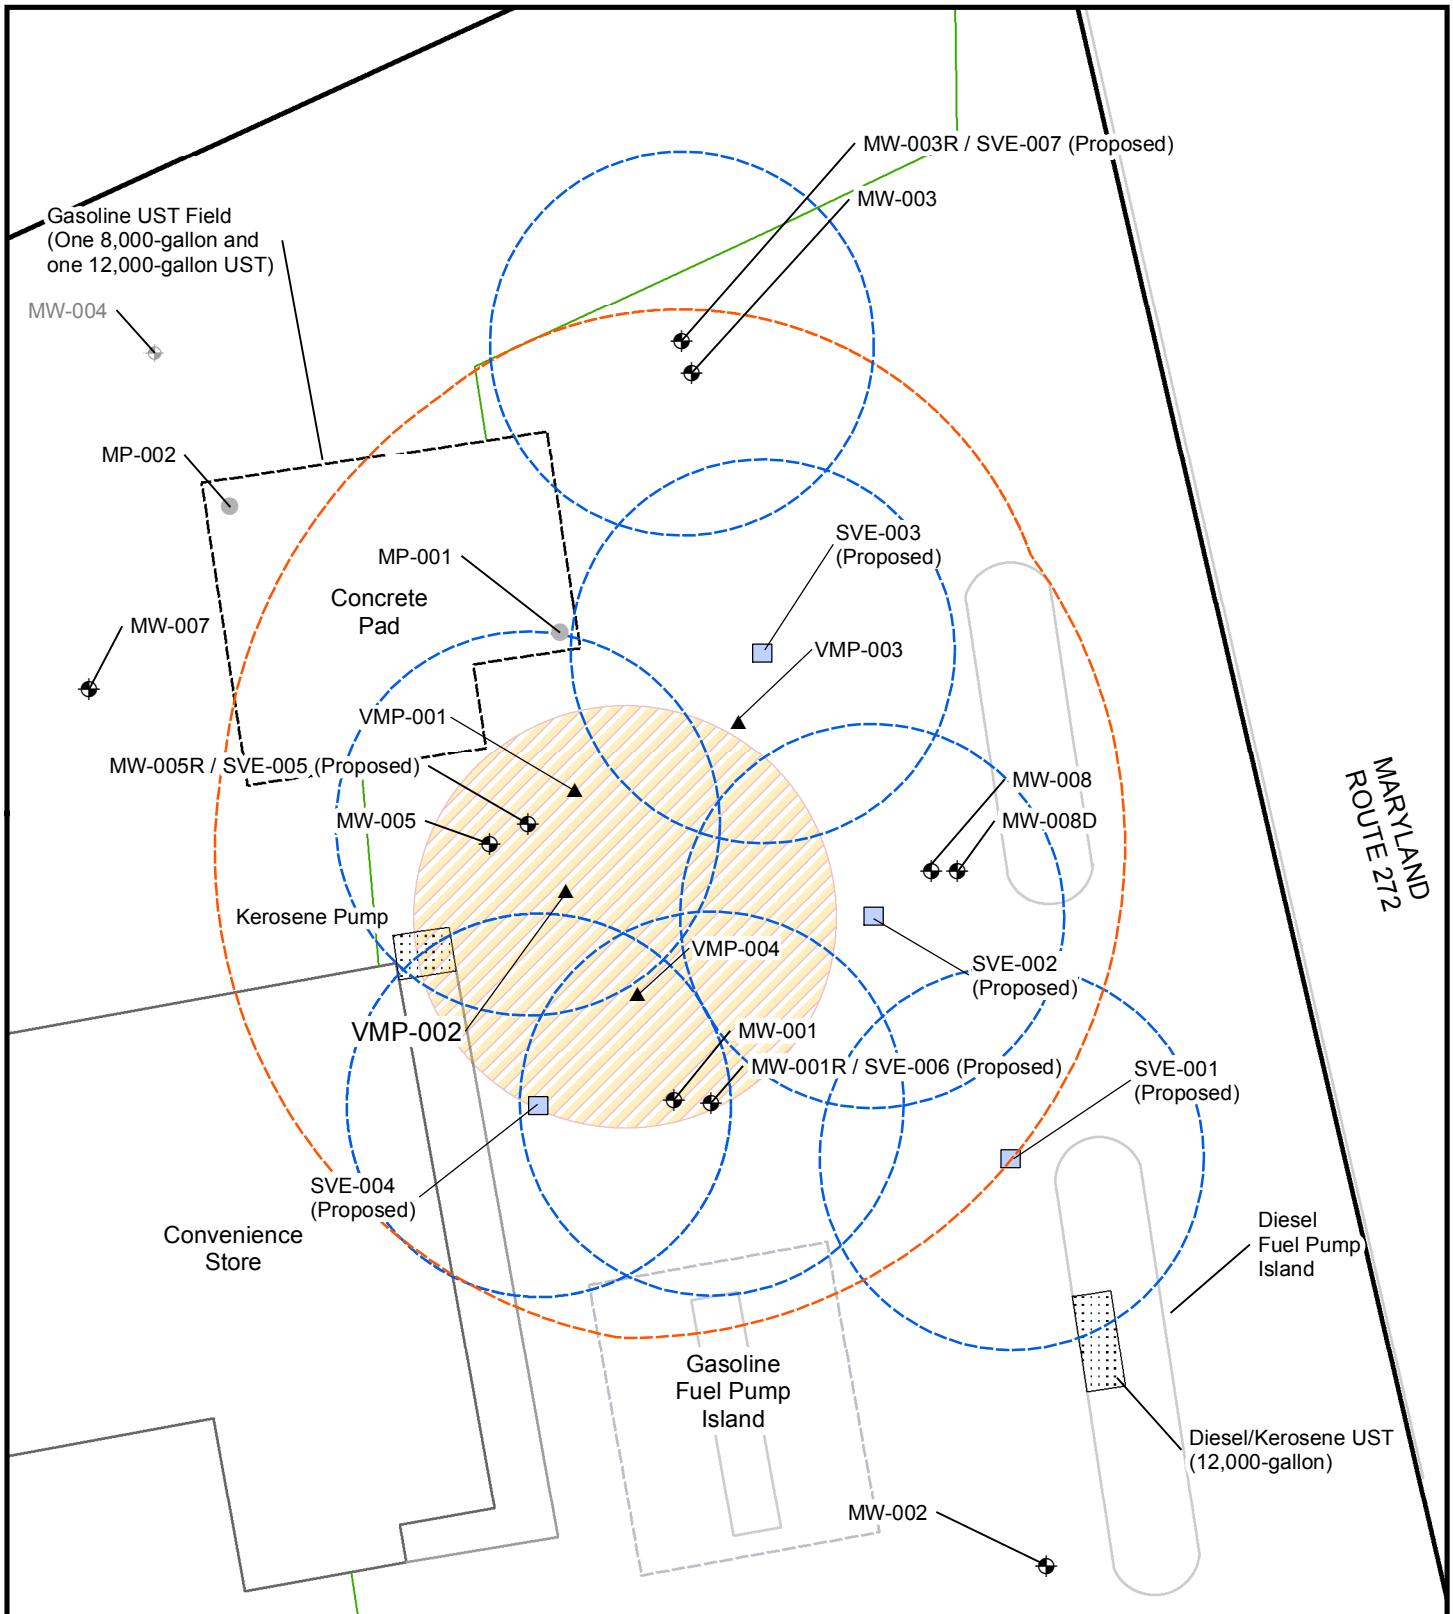 MW-003R / SVE-007 (Proposed)
MW-003
Gasoline UST Field
(One 8,000-gallon and
one 12,000-gallon UST)
MW-004
MP-002
SVE-003
(Proposed)
MP-001
Concrete
Pad
MW-007
VMP-003
VMP-001
MW-005R / SVE-005 (Proposed)
MW-008
MW-005
MW-008D
MARYLAND
ROUTE 272
Kerosene Pump
VMP-004
SVE-002
(Proposed)
VMP-002
MW-001
MW-001R / SVE-006 (Proposed)
SVE-001
(Proposed)
SVE-004
(Proposed)
Convenience
Store
Diesel
Fuel Pump
Island
Gasoline
Fuel Pump
Island
Diesel/Kerosene UST
(12,000-gallon)
MW-002